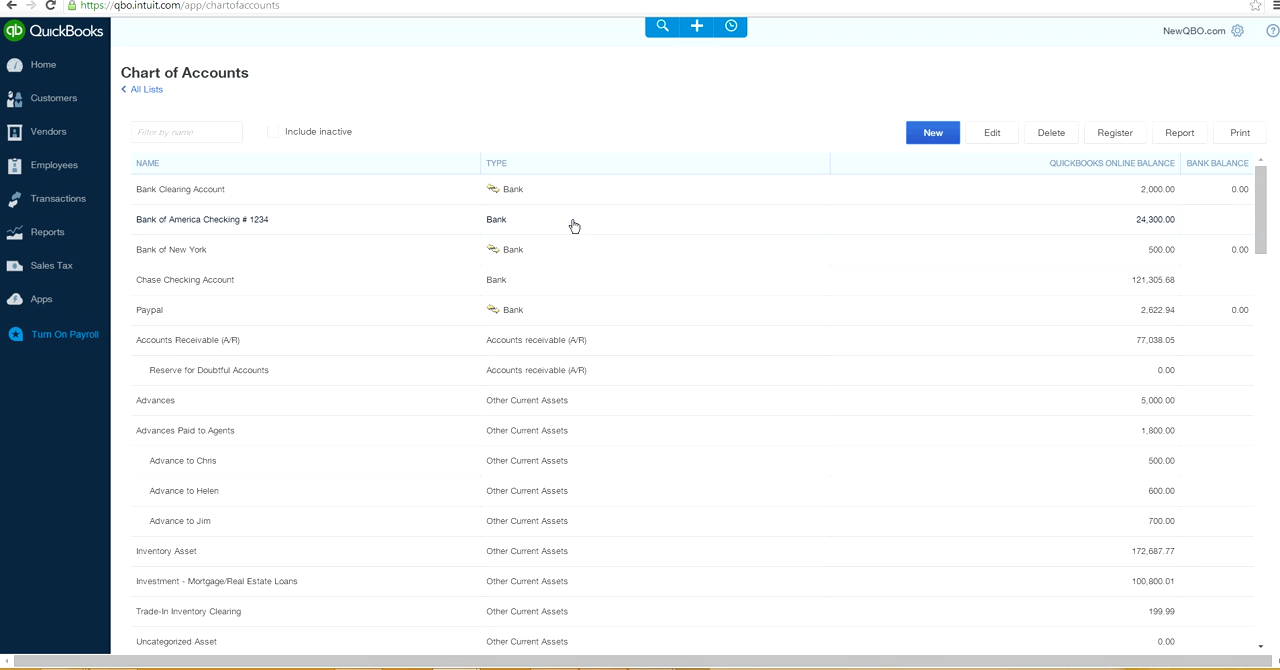 https://qbo.intuit.com/app/chartofaccounts
qb QuickBooks
NewQBO.com
?
Home
Customers
Vendors
Employees
Transactions
Reports
Sales Tax
Apps
Turn On Payroll
Chart of Accounts
All Lists
Filter by name
Include inactive
New Edit Delete Register Report Print
NAME TYPE QUICKBOOKS ONLINE BALANCE BANK BALANCE
Bank Clearing Account Bank 2,000.00 0.00
Bank of America Checking # 1234 Bank 24,300.00
Bank of New York Bank 500.00 0.00
Chase Checking Account Bank 121,305.68
Paypal Bank 2,622.94 0.00
Accounts Receivable (A/R) Accounts receivable (A/R) 77,038.05
Reserve for Doubtful Accounts Accounts receivable (A/R) 0.00
Advances Other Current Assets 5,000.00
Advances Paid to Agents Other Current Assets 1,800.00
Advance to Chris Other Current Assets 500.00
Advance to Helen Other Current Assets 600.00
Advance to Jim Other Current Assets 700.00
Inventory Asset Other Current Assets 172,687.77
Investment - Mortgage/Real Estate Loans Other Current Assets 100,800.01
Trade-In Inventory Clearing Other Current Assets 199.99
Uncategorized Asset Other Current Assets 0.00